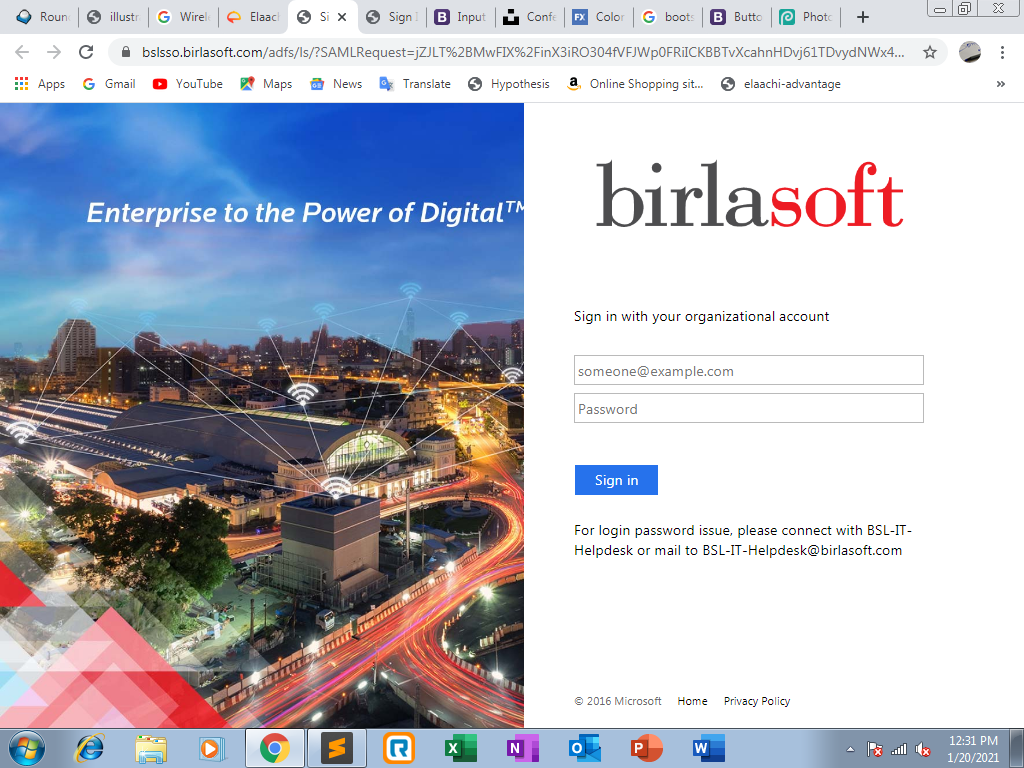 Roun
illustr
Wirel
Elaac
Si
Sign I
Input
Confe
Color
boots
Butto
Photo
bslsso.birlasoft.com/adfs/ls/?SAMLRequest=jZJLT%2BMwFIX%2FinX3iRO304fVFJWp0FRiICKBBTvXcahnHDvj61TDvydNWx4...
Apps
Gmail
YouTube
Maps
News
Translate
Hypothesis
Online Shopping sit...
elaachi-advantage
»
Enterprise to the Power of Digital™
birlasoft
Sign in with your organizational account
someone@example.com
Password
Sign in
For login password issue, please connect with BSL-IT-
Helpdesk or mail to BSL-IT-Helpdesk@birlasoft.com
© 2016 Microsoft Home Privacy Policy
12:31 PM
1/20/2021